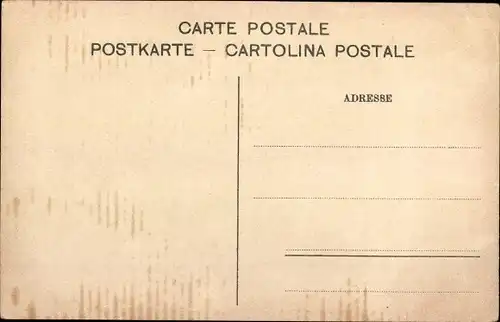 CARTE POSTALE
POSTKARTE — CARTOLINA POSTALE
ADRESSE